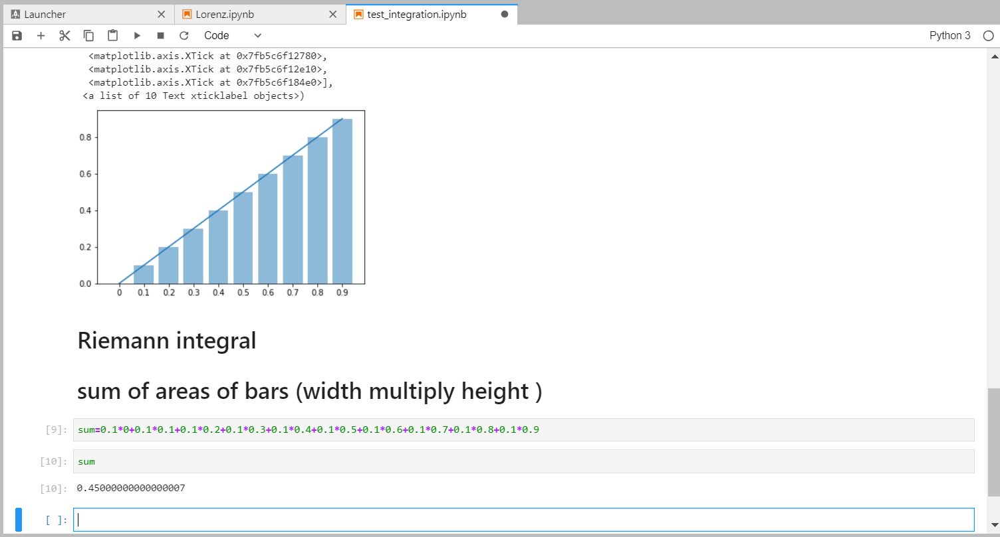 Launcher
Lorenz.ipynb
test_integration.ipynb
Code
Python 3
<matplotlib.axis.XTick at 0x7fb5c6f12780>,
<matplotlib.axis.XTick at 0x7fb5c6f12e10>,
<matplotlib.axis.XTick at 0x7fb5c6f184e0>],
<a list of 10 Text xticklabel objects>)
0.8
0.6
0.4
0.2
0.0
0 0.1 0.2 0.3 0.4 0.5 0.6 0.7 0.8 0.9
Riemann integral
sum of areas of bars (width multiply height )
[9]: sum=0.1*0+0.1*0.1+0.1*0.2+0.1*0.3+0.1*0.4+0.1*0.5+0.1*0.6+0.1*0.7+0.1*0.8+0.1*0.9
[10]: sum
[10]: 0.45000000000000007
[ ]: